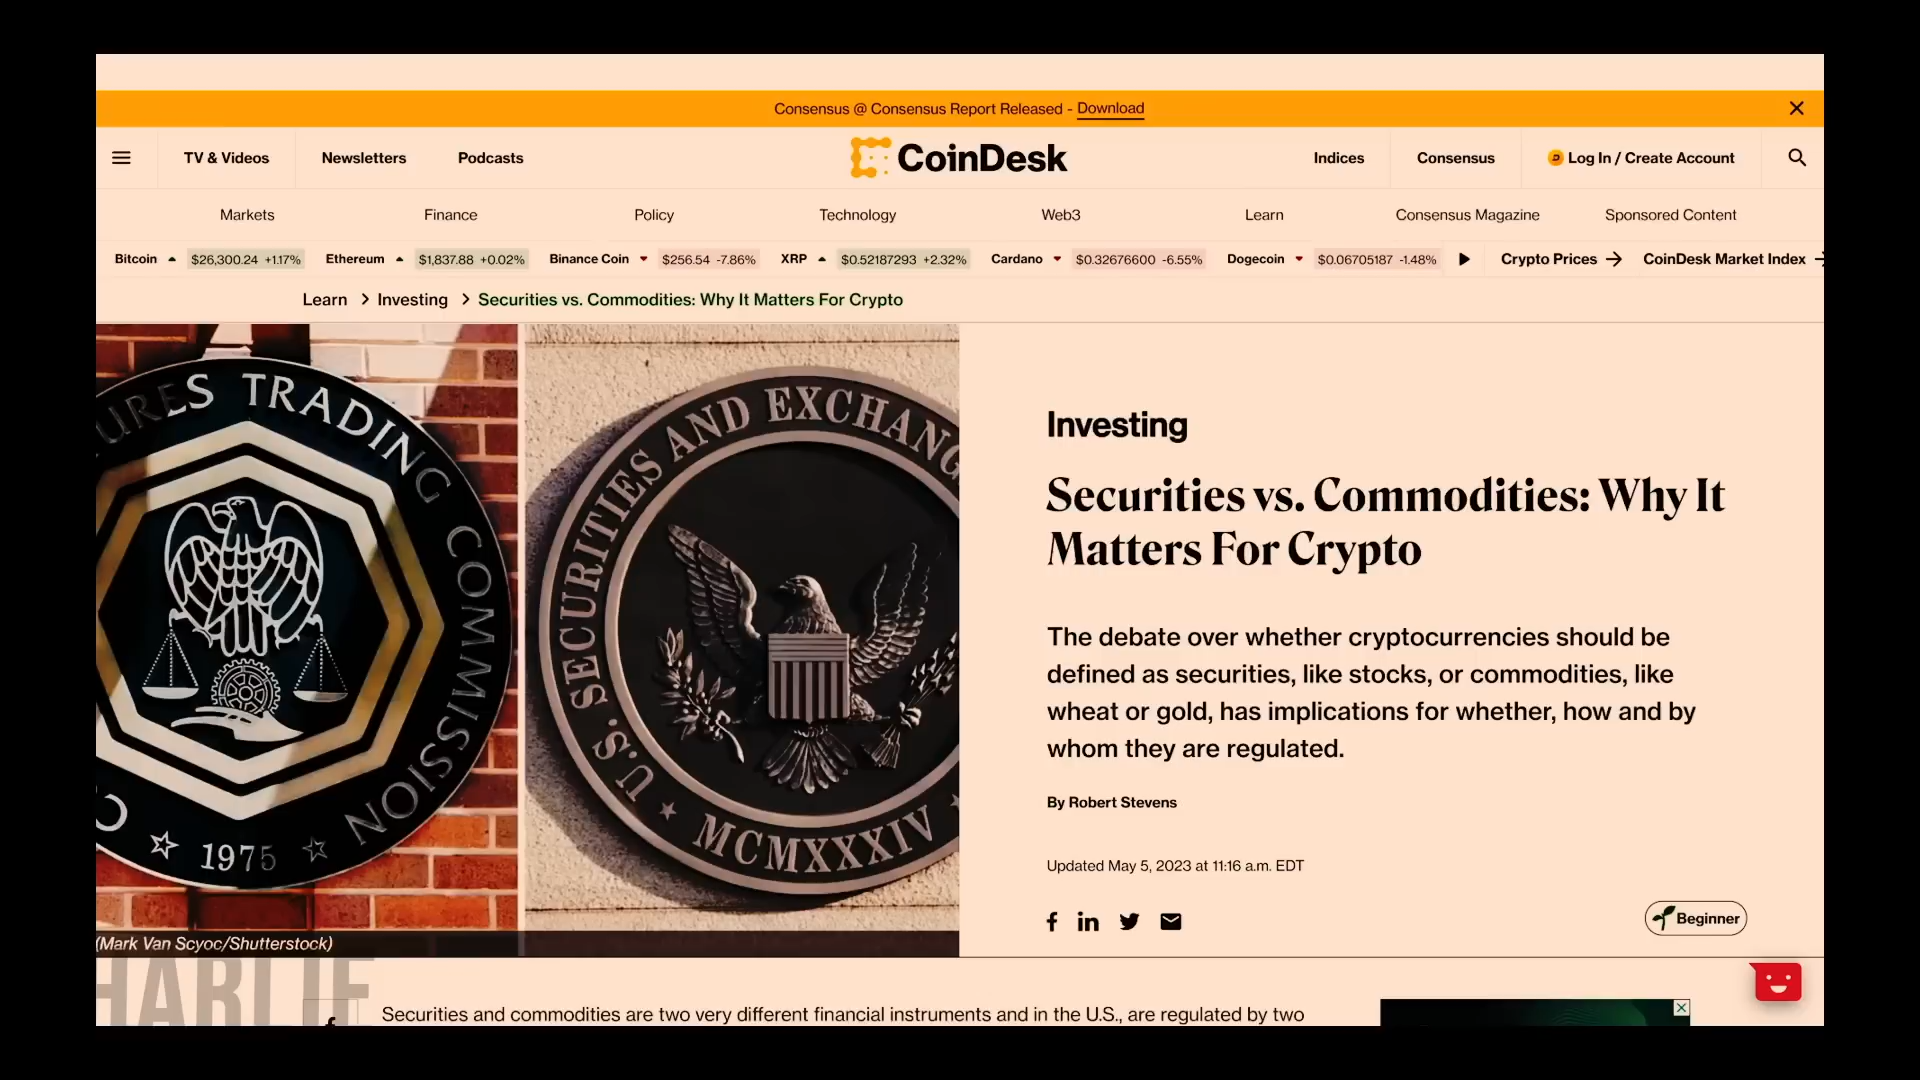 Consensus @ Consensus Report Released - Download
TV & Videos
Newsletters
Podcasts
CoinDesk
Indices
Consensus
Log In / Create Account
Markets
Finance
Policy
Technology
Web3
Learn
Consensus Magazine
Sponsored Content
Bitcoin $26,300.24 +1.17%
Ethereum $1,837.88 +0.02%
Binance Coin $256.54 -7.86%
XRP $0.52187293 +2.32%
Cardano $0.32676600 -6.55%
Dogecoin $0.06705187 -1.48%
Crypto Prices
CoinDesk Market Index
Learn > Investing > Securities vs. Commodities: Why It Matters For Crypto
URES TRADING COMMISSION
1975
U.S. SECURITIES AND EXCHANG
MCMXXXIV
(Mark Van Scyoc/Shutterstock)
Investing
Securities vs. Commodities: Why It
Matters For Crypto
The debate over whether cryptocurrencies should be
defined as securities, like stocks, or commodities, like
wheat or gold, has implications for whether, how and by
whom they are regulated.
By Robert Stevens
Updated May 5, 2023 at 11:16 a.m. EDT
Beginner
HARLIE
Securities and commodities are two very different financial instruments and in the U.S., are regulated by two